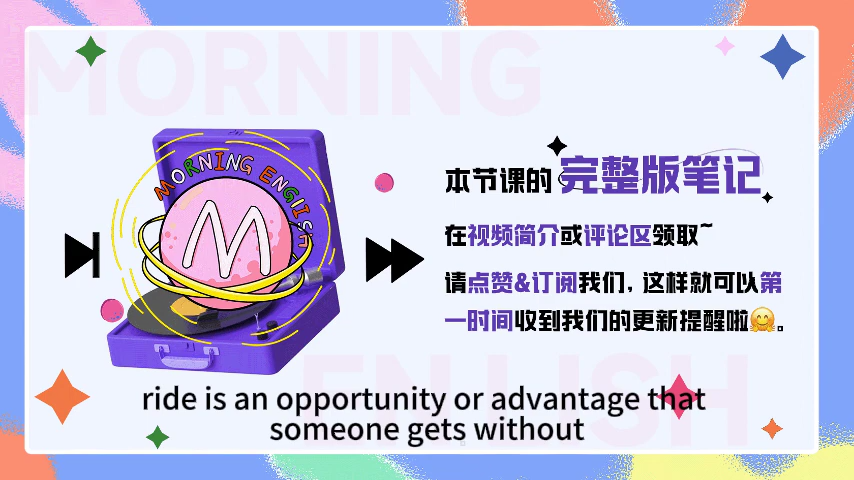 MORNING
MORNING ENGLISH
M
本节课的 完整版笔记
在视频简介或评论区领取~
请点赞&订阅我们, 这样就可以第
一时间收到我们的更新提醒啦🤗。
ENGLISH
ride is an opportunity or advantage that
someone gets without